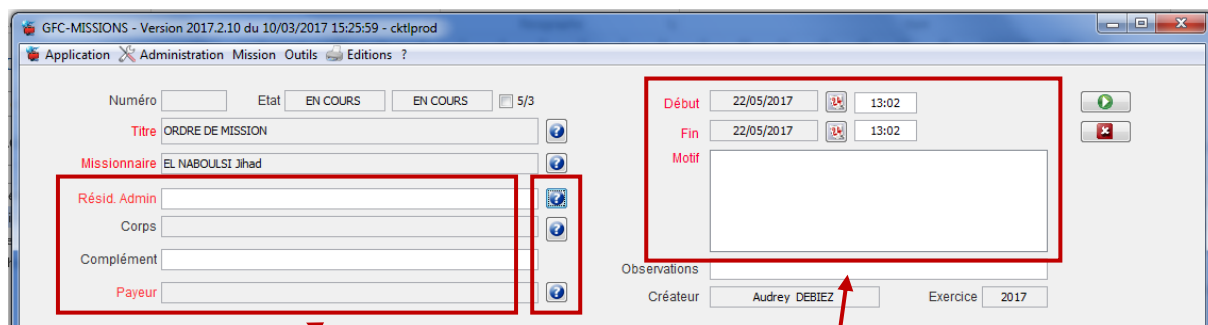 GFC-MISSIONS - Version 2017.2.10 du 10/03/2017 15:25:59 - cktlprod
Application Administration Mission Outils Editions ?
Numéro Etat EN COURS EN COURS 5/3
Titre ORDRE DE MISSION
Missionnaire EL NABOULSI Jihad
Résid. Admin
Corps
Complément
Payeur
Début 22/05/2017 13:02
Fin 22/05/2017 13:02
Motif
Observations
Créateur Audrey DEBIEZ Exercice 2017